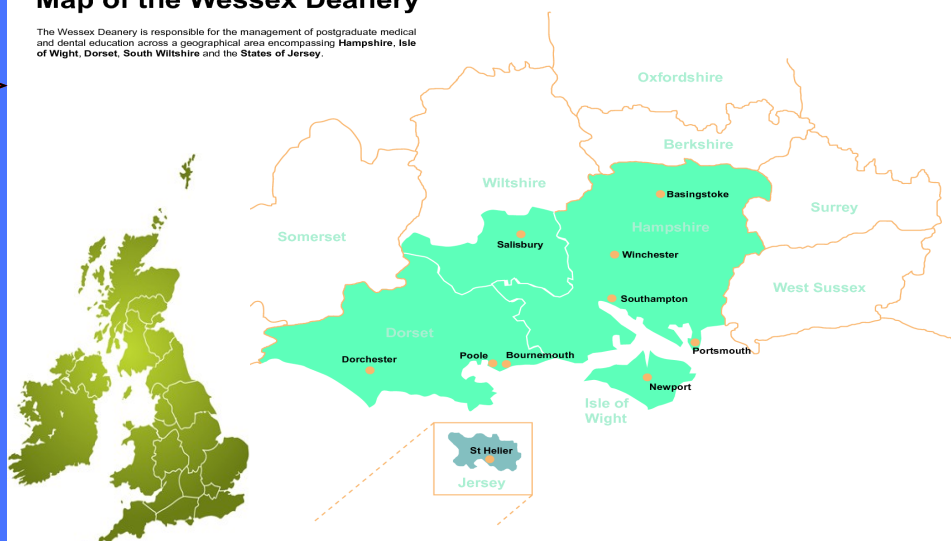 Map of the Wessex Deanery
The Wessex Deanery is responsible for the management of postgraduate medical
and dental education across a geographical area encompassing Hampshire, Isle
of Wight, Dorset, South Wiltshire and the States of Jersey.
Oxfordshire
Berkshire
Wiltshire
Basingstoke
Surrey
Hampshire
Somerset
Salisbury
Winchester
West Sussex
Southampton
Dorset
Portsmouth
Dorchester
Poole
Bournemouth
Newport
Isle of
Wight
St Helier
Jersey